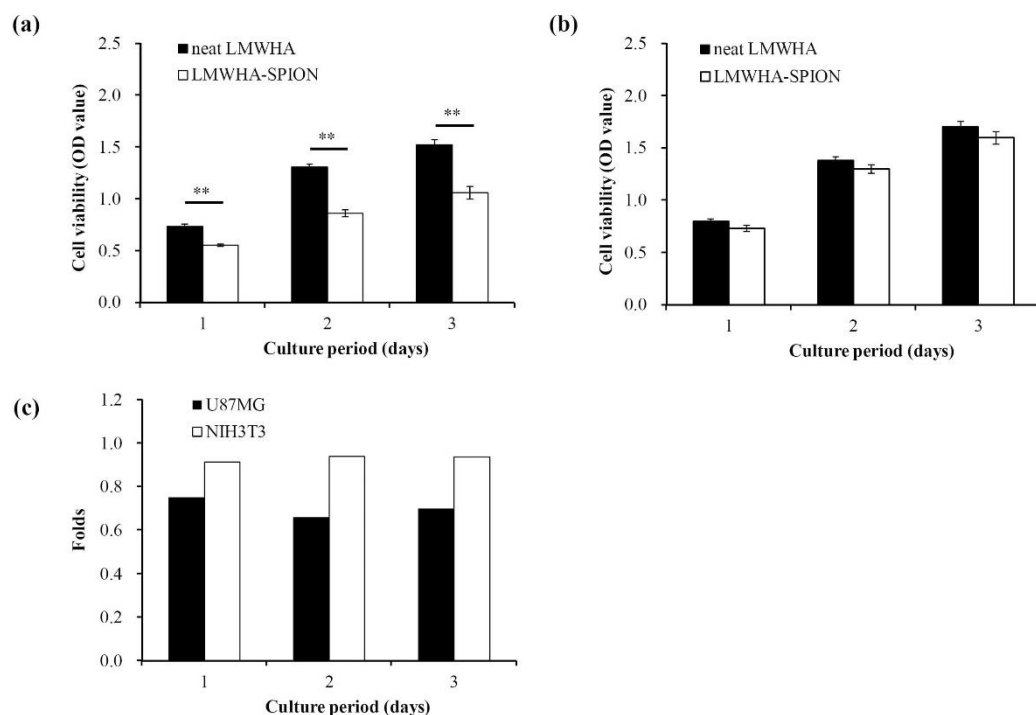 (a)
neat LMWHA
LMWHA-SPION
Cell viability (OD value)
2.5
2.0
1.5
1.0
0.5
0.0
**
**
**
1
2
3
Culture period (days)
(b)
neat LMWHA
LMWHA-SPION
Cell viability (OD value)
2.5
2.0
1.5
1.0
0.5
0.0
1
2
3
Culture period (days)
(c)
U87MG
NIH3T3
Folds
1.2
1.0
0.8
0.6
0.4
0.2
0.0
1
2
3
Culture period (days)